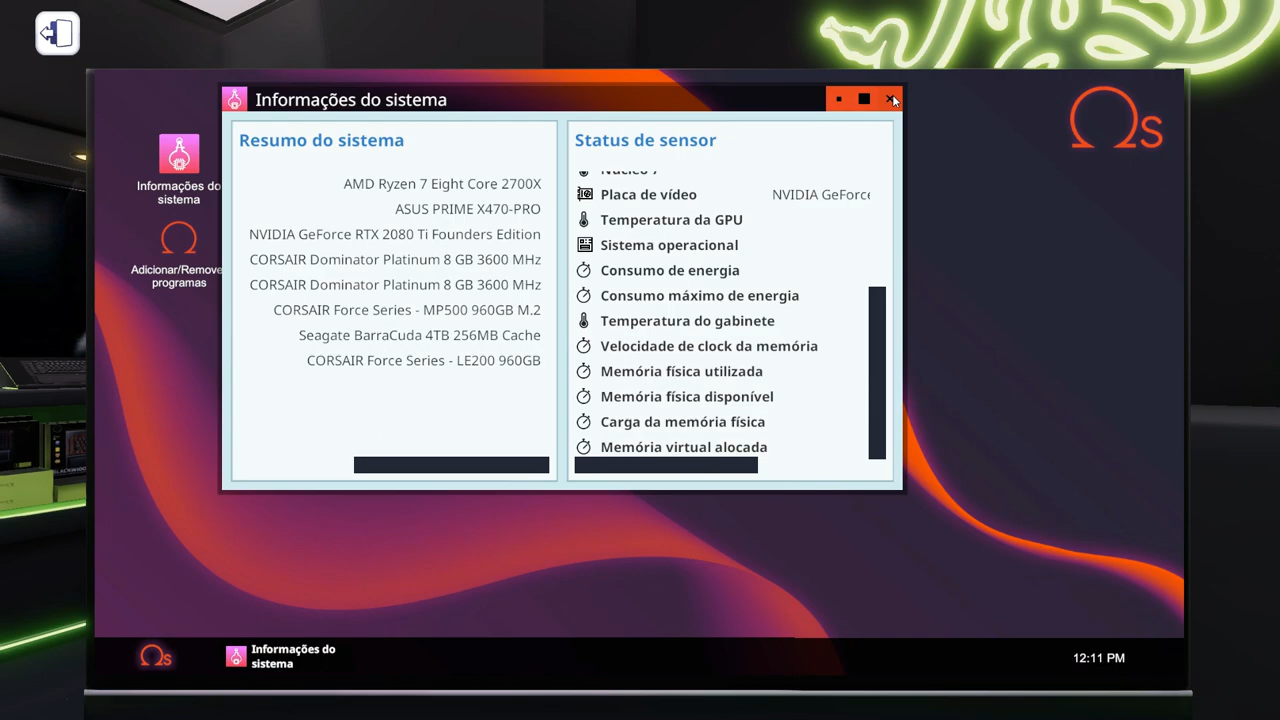 Informações do sistema
Resumo do sistema
AMD Ryzen 7 Eight Core 2700X
ASUS PRIME X470-PRO
NVIDIA GeForce RTX 2080 Ti Founders Edition
CORSAIR Dominator Platinum 8 GB 3600 MHz
CORSAIR Dominator Platinum 8 GB 3600 MHz
CORSAIR Force Series - MP500 960GB M.2
Seagate BarraCuda 4TB 256MB Cache
CORSAIR Force Series - LE200 960GB
Status de sensor
Núcleo 7
Placa de vídeo NVIDIA GeForce
Temperatura da GPU
Sistema operacional
Consumo de energia
Consumo máximo de energia
Temperatura do gabinete
Velocidade de clock da memória
Memória física utilizada
Memória física disponível
Carga da memória física
Memória virtual alocada
Informações do
sistema
Adicionar/Remove
programas
Ωs
Ωs
Informações do
sistema
12:11 PM